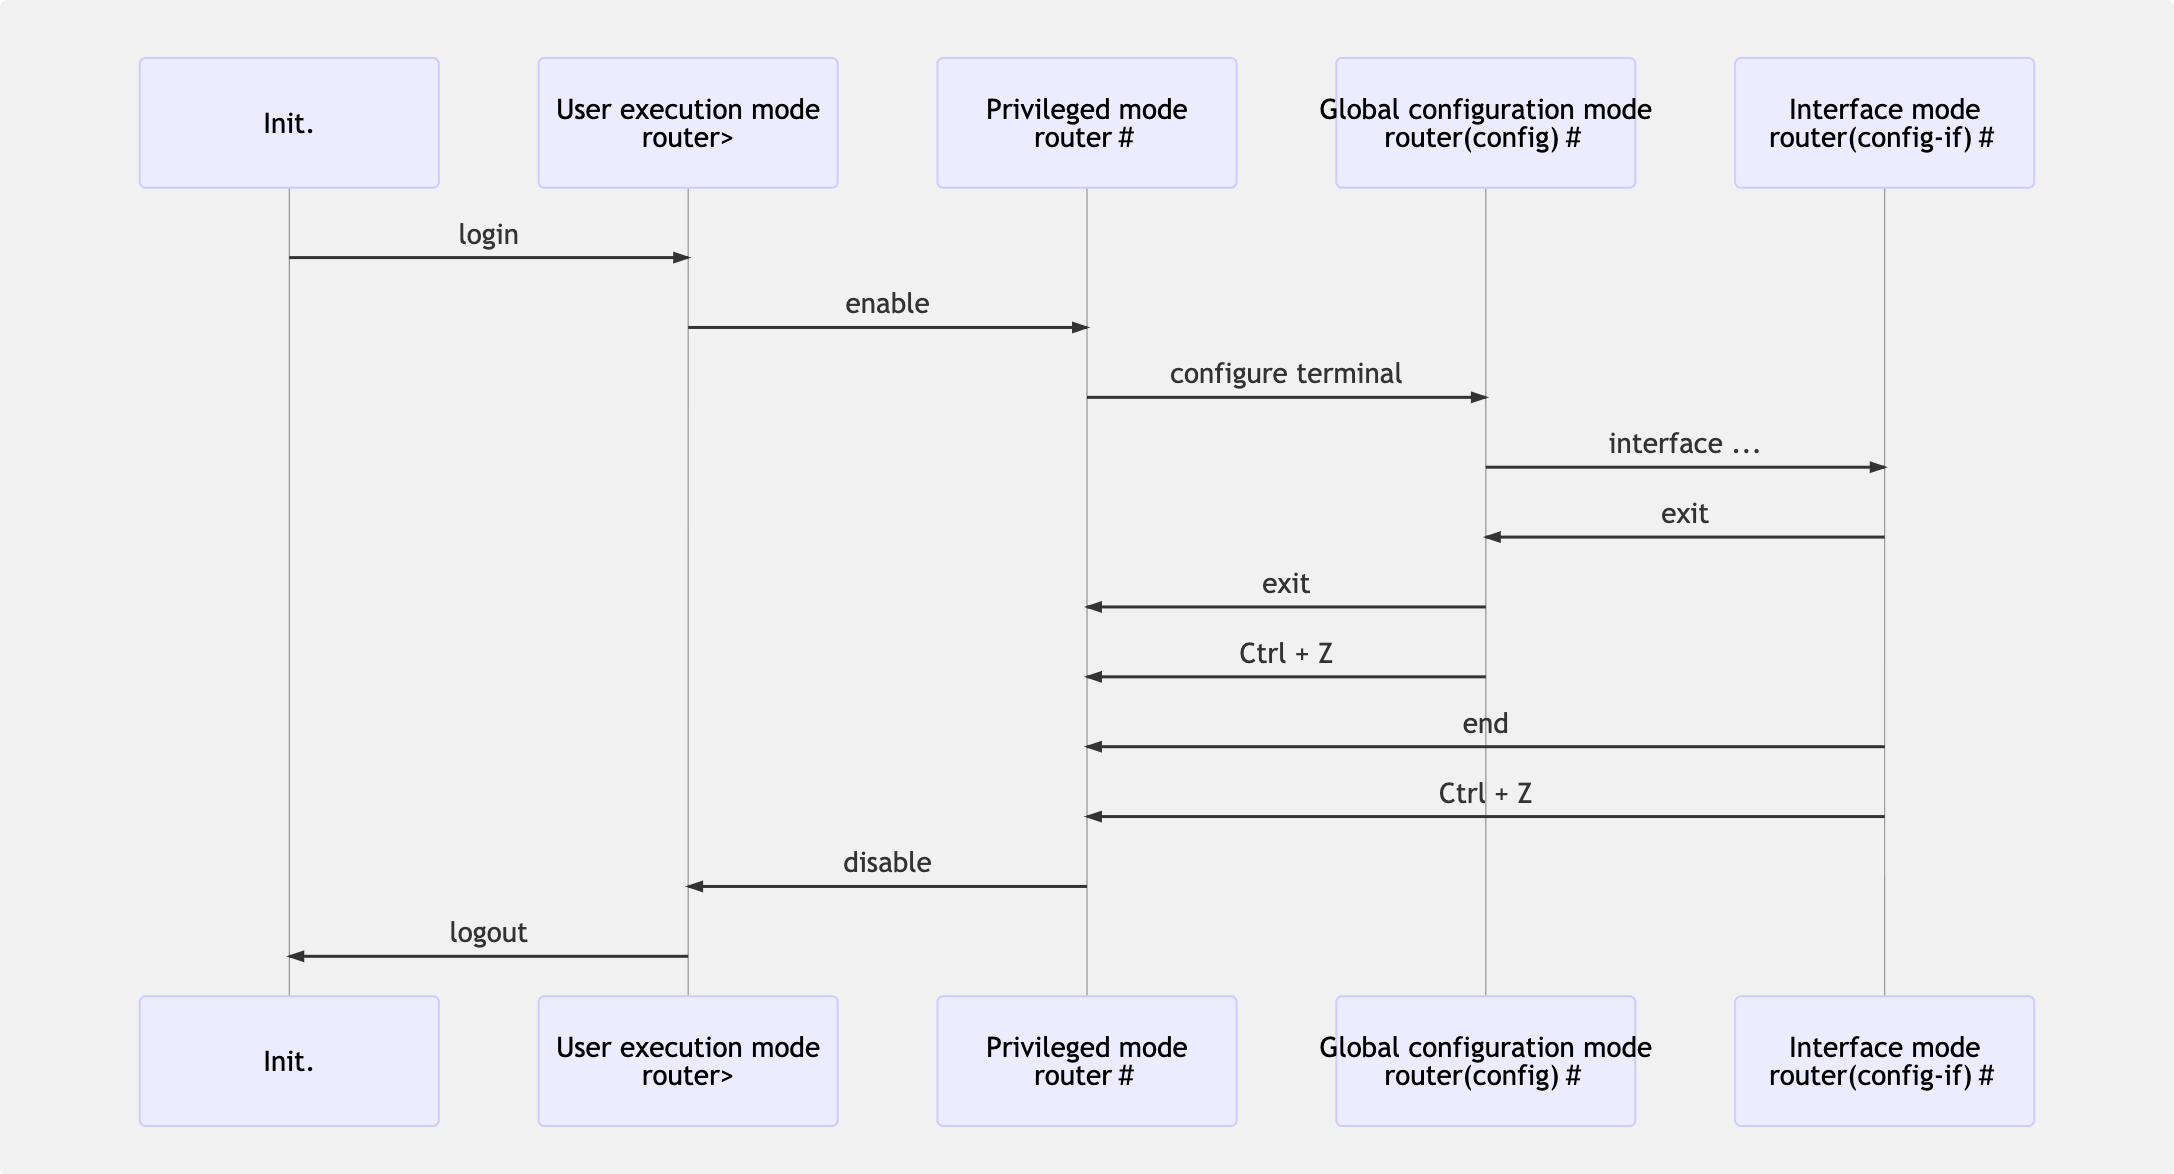 Init.
User execution mode
router>
Privileged mode
router #
Global configuration mode
router(config) #
Interface mode
router(config-if) #
login
enable
configure terminal
interface ...
exit
exit
Ctrl + Z
end
Ctrl + Z
disable
logout
Init.
User execution mode
router>
Privileged mode
router #
Global configuration mode
router(config) #
Interface mode
router(config-if) #